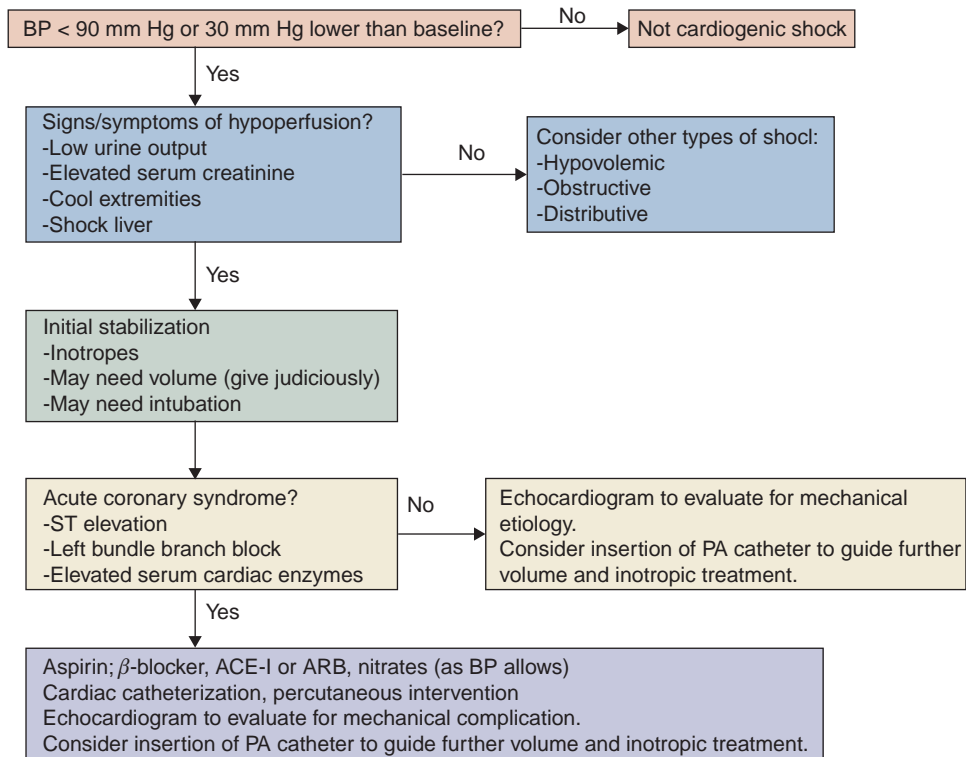 BP < 90 mm Hg or 30 mm Hg lower than baseline?
No
Not cardiogenic shock
Yes
Signs/symptoms of hypoperfusion?
-Low urine output
-Elevated serum creatinine
-Cool extremities
-Shock liver
No
Consider other types of shocl:
-Hypovolemic
-Obstructive
-Distributive
Yes
Initial stabilization
-Inotropes
-May need volume (give judiciously)
-May need intubation
Acute coronary syndrome?
-ST elevation
-Left bundle branch block
-Elevated serum cardiac enzymes
No
Echocardiogram to evaluate for mechanical
etiology.
Consider insertion of PA catheter to guide further
volume and inotropic treatment.
Yes
Aspirin; β-blocker, ACE-I or ARB, nitrates (as BP allows)
Cardiac catheterization, percutaneous intervention
Echocardiogram to evaluate for mechanical complication.
Consider insertion of PA catheter to guide further volume and inotropic treatment.